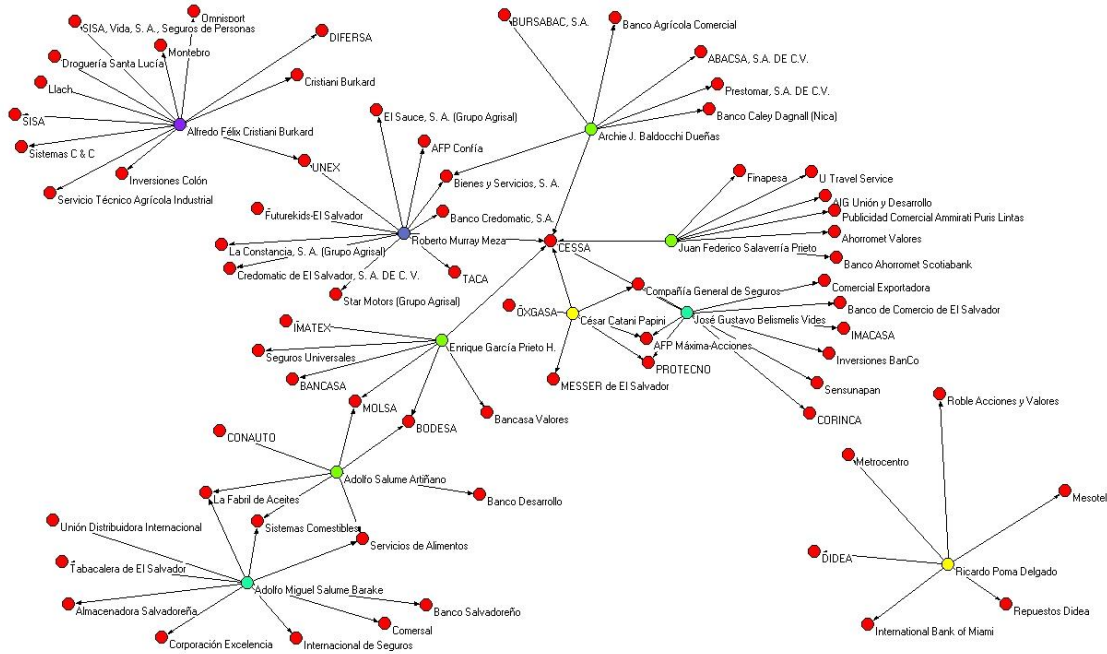 Omnisport
SISA, Vida, S. A., Seguros de Personas
Montebro
DIFERSA
Droguería Santa Lucía
Cristiani Burkard
Llach
SISA
Alfredo Félix Cristiani Burkard
Sistemas C & C
UNEX
Inversiones Colón
Servicio Técnico Agrícola Industrial
BURSABAC, S.A.
Banco Agrícola Comercial
ABACSA, S.A. DE C.V.
Prestomar, S.A. DE C.V.
Banco Caley Dagnall (Nica)
Archie J. Baldocchi Dueñas
El Sauce, S. A. (Grupo Agrisal)
AFP Confía
Bienes y Servicios, S. A.
Futurekids-El Salvador
Banco Credomatic, S.A.
Roberto Murray Meza
La Constancia, S. A. (Grupo Agrisal)
Credomatic de El Salvador, S. A. DE C. V.
TACA
Star Motors (Grupo Agrisal)
CESSA
Finapesa
U Travel Service
AIG Unión y Desarrollo
Publicidad Comercial Ammirati Puris Lintas
Ahorromet Valores
Juan Federico Salaverría Prieto
Banco Ahorromet Scotiabank
Compañía General de Seguros
Comercial Exportadora
OXGASA
César Catani Papini
José Gustavo Belismelis Vides
Banco de Comercio de El Salvador
IMACASA
AFP Máxima-Acciones
Inversiones BanCo
PROTECNO
MESSER de El Salvador
Sensunapan
CORINCA
IMATEX
Enrique García Prieto H.
Seguros Universales
BANCASA
MOLSA
Bancasa Valores
BODESA
CONAUTO
Adolfo Salume Artiñano
La Fabril de Aceites
Banco Desarrollo
Sistemas Comestibles
Unión Distribuidora Internacional
Servicios de Alimentos
Tabacalera de El Salvador
Adolfo Miguel Salume Barake
Almacenadora Salvadoreña
Banco Salvadoreño
Comersal
Corporación Excelencia
Internacional de Seguros
Roble Acciones y Valores
Metrocentro
Mesotel
DIDEA
Ricardo Poma Delgado
Repuestos Didea
International Bank of Miami